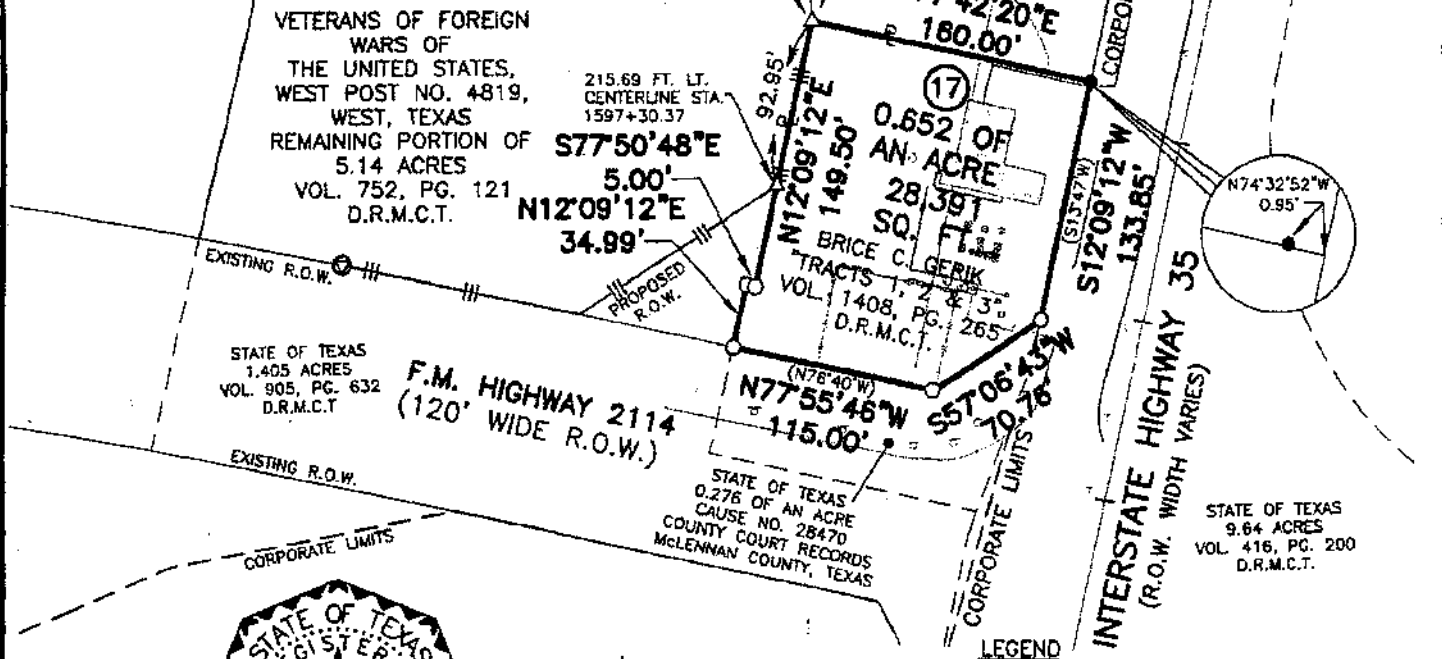 VETERANS OF FOREIGN
WARS OF
THE UNITED STATES,
WEST POST NO. 4819,
WEST, TEXAS
REMAINING PORTION OF
5.14 ACRES
VOL. 752, PG. 121
D.R.M.C.T.
215.69 FT. LT.
CENTERLINE STA.
1597+30.37
S77°50'48"E
5.00'
N12°09'12"E
34.99'
92.95'
N12°09'12"E
149.50'
42'20"E
180.00'
17
0.652 OF
AN ACRE
28,391
SQ. FT.
BRICE C. GERIK
"TRACTS 1, 2 & 3"
VOL. 1408, PG. 265
D.R.M.C.T.
CORPO
(S13°47'W)
S12°09'12"W
133.85'
N74°32'52"W
0.95'
EXISTING R.O.W.
PROPOSED
R.O.W.
STATE OF TEXAS
1.405 ACRES
VOL. 905, PG. 632
D.R.M.C.T
F.M. HIGHWAY 2114
(120' WIDE R.O.W.)
(N76°40'W)
N77°55'46"W
115.00'
S57°06'43"W
70.76'
EXISTING R.O.W.
STATE OF TEXAS
0.276 OF AN ACRE
CAUSE NO. 28470
COUNTY COURT RECORDS
McLENNAN COUNTY, TEXAS
CORPORATE LIMITS
INTERSTATE HIGHWAY 35
(R.O.W. WIDTH VARIES)
STATE OF TEXAS
9.64 ACRES
VOL. 416, PG. 200
D.R.M.C.T.
CORPORATE LIMITS
STATE OF TEXAS
GISTER
LEGEND